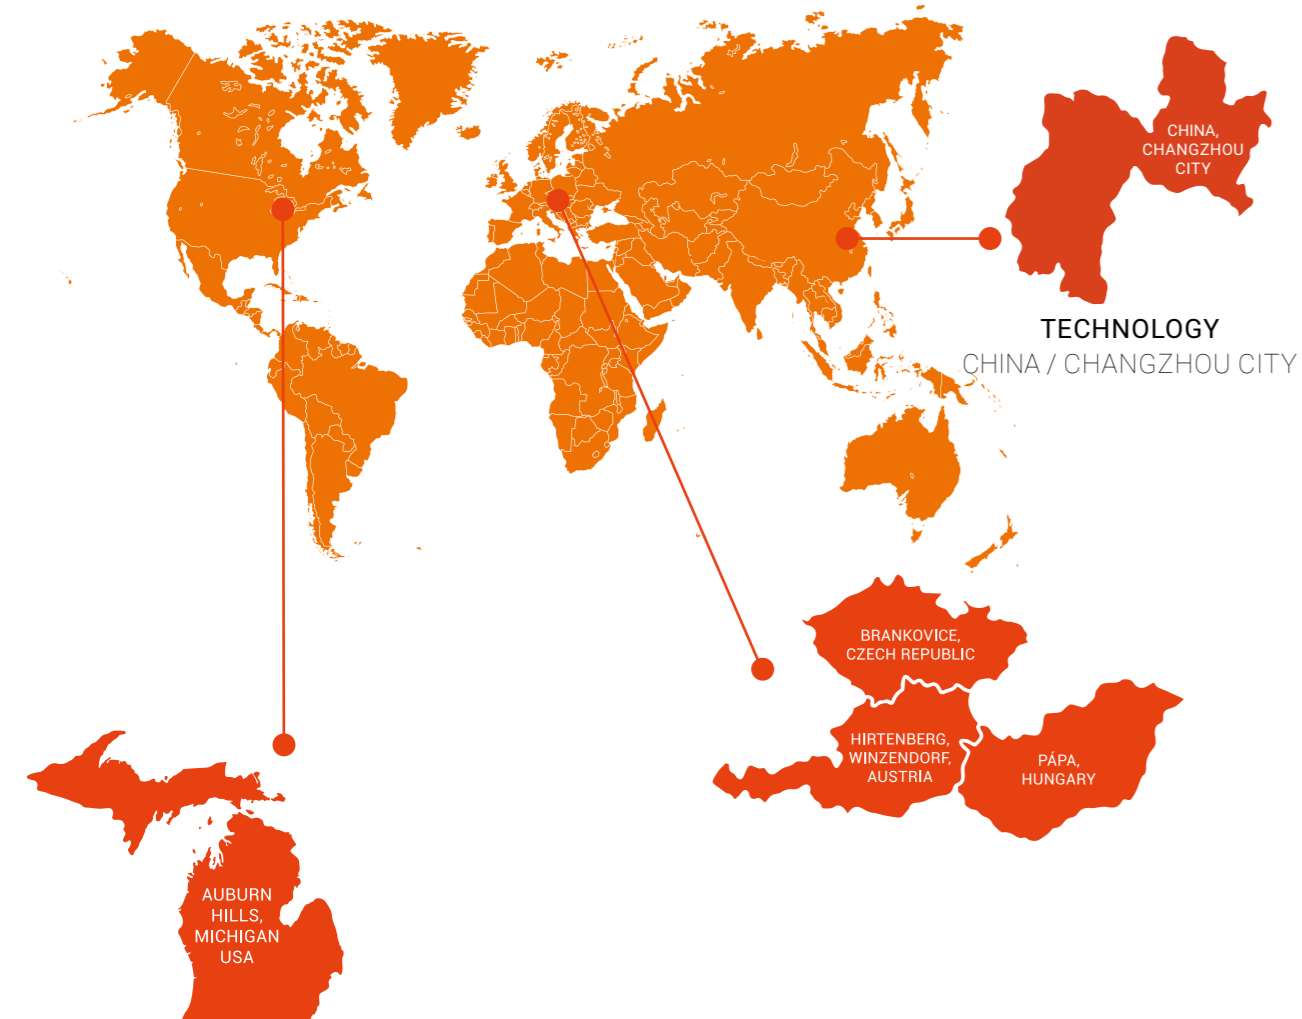 CHINA,
CHANGZHOU
CITY
TECHNOLOGY
CHINA / CHANGZHOU CITY
BRANKOVICE,
CZECH REPUBLIC
HIRTENBERG,
WINZENDORF,
AUSTRIA
PÁPA,
HUNGARY
AUBURN
HILLS,
MICHIGAN
USA